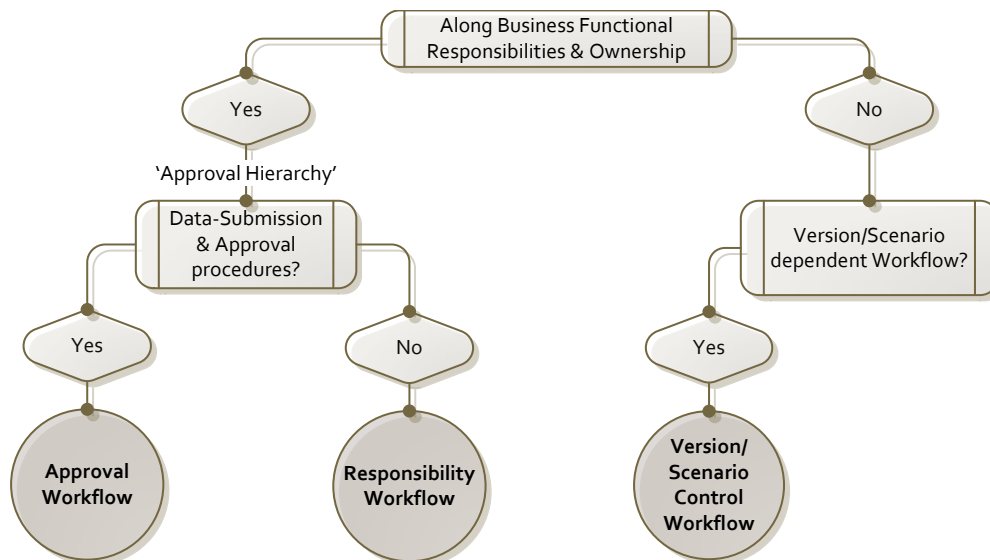 Along Business Functional
Responsibilities & Ownership
Yes
No
‘Approval Hierarchy’
Data-Submission
& Approval
procedures?
Version/Scenario
dependent Workflow?
Yes
No
Yes
Approval
Workflow
Responsibility
Workflow
Version/
Scenario
Control
Workflow